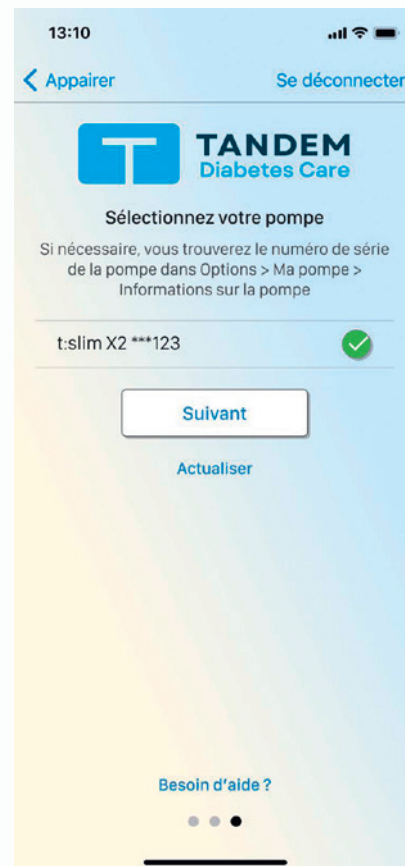 13:10
Appairer
Se déconnecter
T TANDEM
Diabetes Care
Sélectionnez votre pompe
Si nécessaire, vous trouverez le numéro de série
de la pompe dans Options > Ma pompe >
Informations sur la pompe
t:slim X2 ***123
Suivant
Actualiser
Besoin d'aide ?